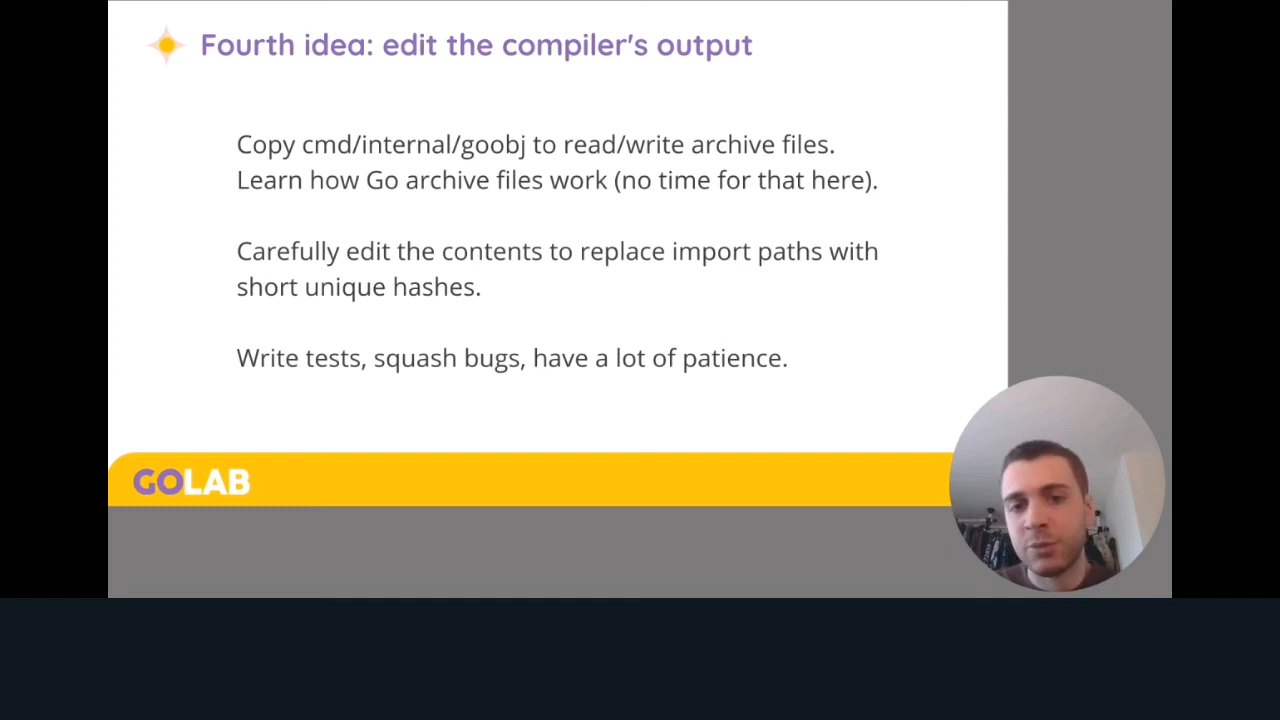 Fourth idea: edit the compiler's output
Copy cmd/internal/goobj to read/write archive files.
Learn how Go archive files work (no time for that here).
Carefully edit the contents to replace import paths with
short unique hashes.
Write tests, squash bugs, have a lot of patience.
GOLAB